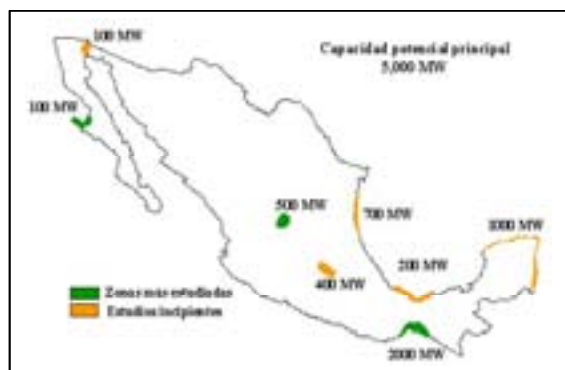 100 MW
Capacidad potencial principal
5,000 MW
100 MW
500 MW
700 MW
1000 MW
200 MW
400 MW
Zonas más estudiadas
Estudios incipientes
2000 MW